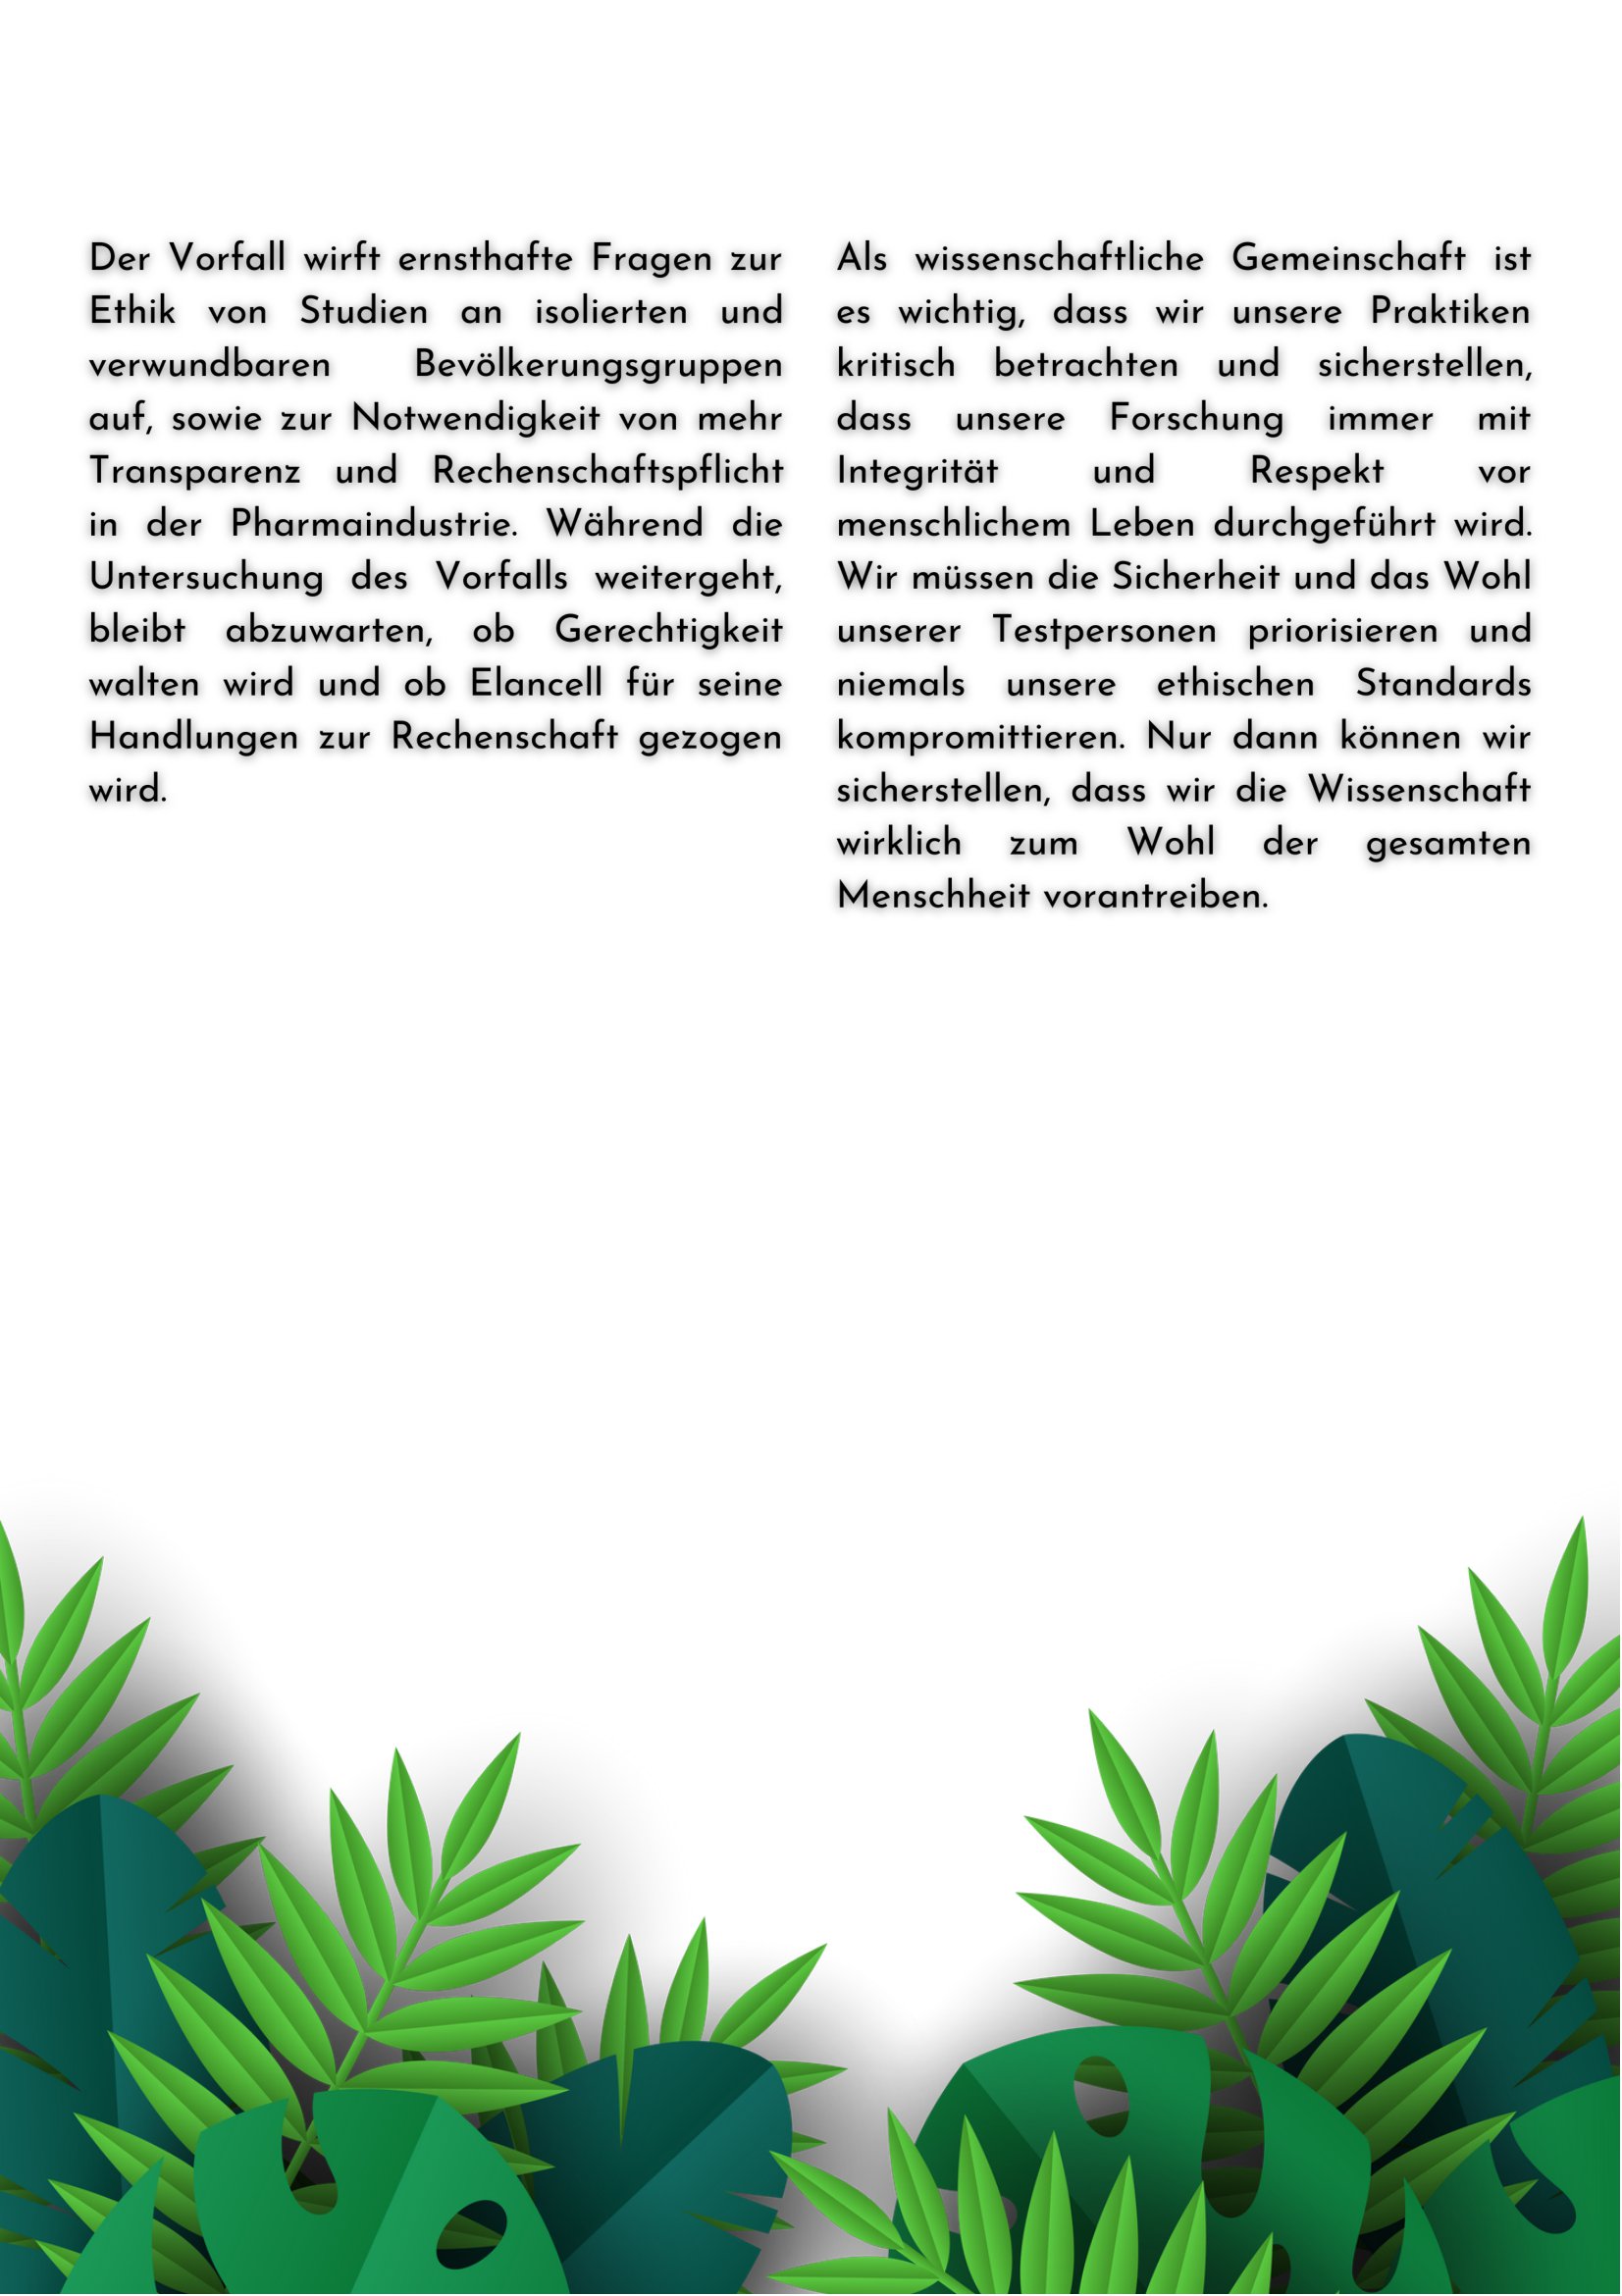 Der Vorfall wirft ernsthafte Fragen zur
Ethik von Studien an isolierten und
verwundbaren Bevölkerungsgruppen
auf, sowie zur Notwendigkeit von mehr
Transparenz und Rechenschaftspflicht
in der Pharmaindustrie. Während die
Untersuchung des Vorfalls weitergeht,
bleibt abzuwarten, ob Gerechtigkeit
walten wird und ob Elancell für seine
Handlungen zur Rechenschaft gezogen
wird.
Als wissenschaftliche Gemeinschaft ist
es wichtig, dass wir unsere Praktiken
kritisch betrachten und sicherstellen,
dass unsere Forschung immer mit
Integrität und Respekt vor
menschlichem Leben durchgeführt wird.
Wir müssen die Sicherheit und das Wohl
unserer Testpersonen priorisieren und
niemals unsere ethischen Standards
kompromittieren. Nur dann können wir
sicherstellen, dass wir die Wissenschaft
wirklich zum Wohl der gesamten
Menschheit vorantreiben.